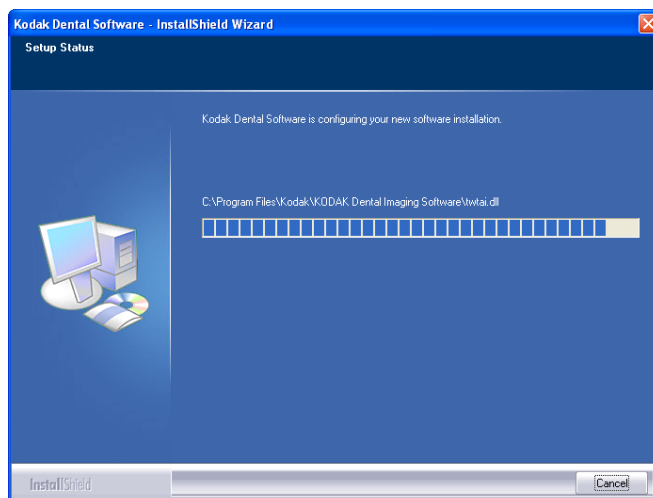 Kodak Dental Software - InstallShield Wizard
Setup Status
Kodak Dental Software is configuring your new software installation.
C:\Program Files\Kodak\KODAK Dental Imaging Software\twtai.dll
InstallShield
Cancel